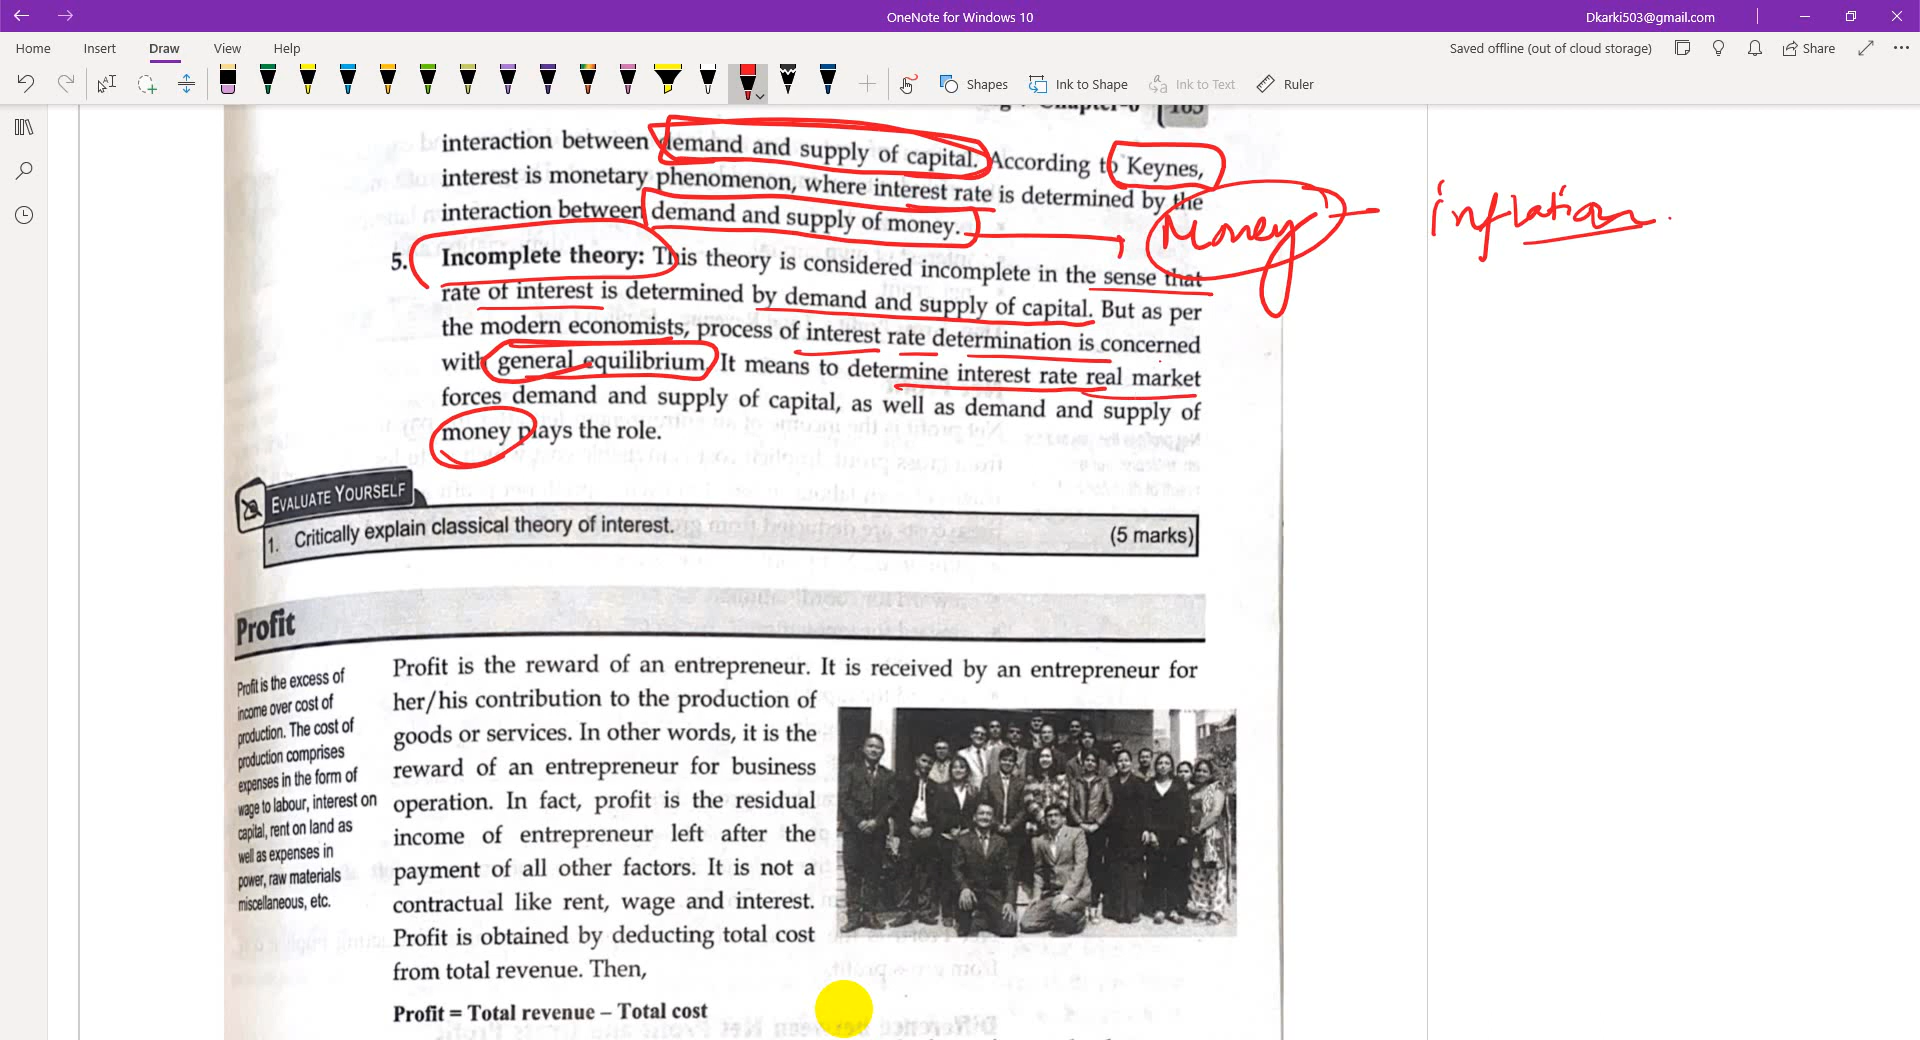 OneNote for Windows 10
Dkarki503@gmail.com
Home Insert Draw View Help
Saved offline (out of cloud storage) Share
Shapes Ink to Shape Ink to Text Ruler
Chapter-6 165
interaction between demand and supply of capital. According to Keynes,
interest is monetary phenomenon, where interest rate is determined by the
interaction between demand and supply of money.
Money inflation.
5. Incomplete theory: This theory is considered incomplete in the sense that
rate of interest is determined by demand and supply of capital. But as per
the modern economists, process of interest rate determination is concerned
with general equilibrium. It means to determine interest rate real market
forces demand and supply of capital, as well as demand and supply of
money plays the role.
EVALUATE YOURSELF
1. Critically explain classical theory of interest. (5 marks)
Profit
Profit is the excess of
income over cost of
production. The cost of
production comprises
expenses in the form of
wage to labour, interest on
capital, rent on land as
well as expenses in
power, raw materials
miscellaneous, etc.
Profit is the reward of an entrepreneur. It is received by an entrepreneur for
her/his contribution to the production of
goods or services. In other words, it is the
reward of an entrepreneur for business
operation. In fact, profit is the residual
income of entrepreneur left after the
payment of all other factors. It is not a
contractual like rent, wage and interest.
Profit is obtained by deducting total cost
from total revenue. Then,
Profit = Total revenue – Total cost